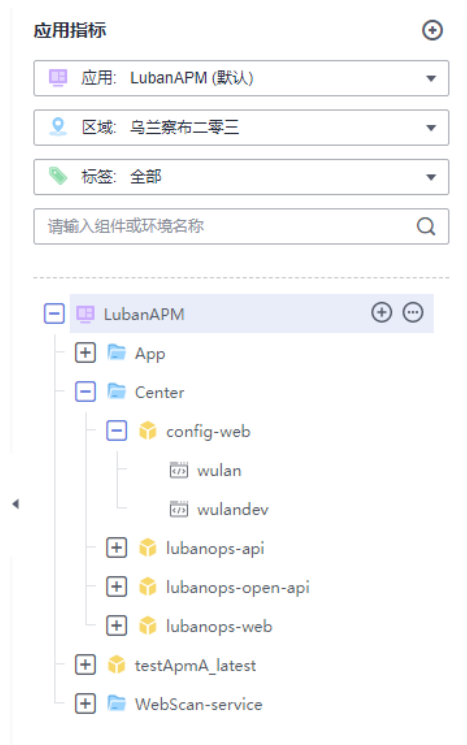 应用指标
应用: LubanAPM (默认)
区域: 乌兰察布二零三
标签: 全部
请输入组件或环境名称
LubanAPM
App
Center
config-web
wulan
wulandev
lubanops-api
lubanops-open-api
lubanops-web
testApmA_latest
WebScan-service